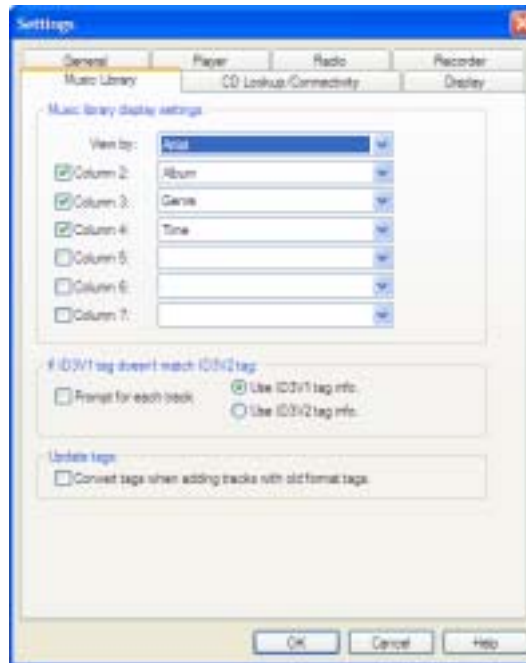 Settings
General Player Radio Recorder
Music Library CD Lookup/Connectivity Display
Music library display settings
View by: Artist
Column 2: Album
Column 3: Genre
Column 4: Time
Column 5:
Column 6:
Column 7:
If ID3V1 tag doesn't match ID3V2 tag:
Prompt for each track Use ID3V1 tag info.
Use ID3V2 tag info.
Update tags
Convert tags when adding tracks with old format tags.
OK Cancel Help